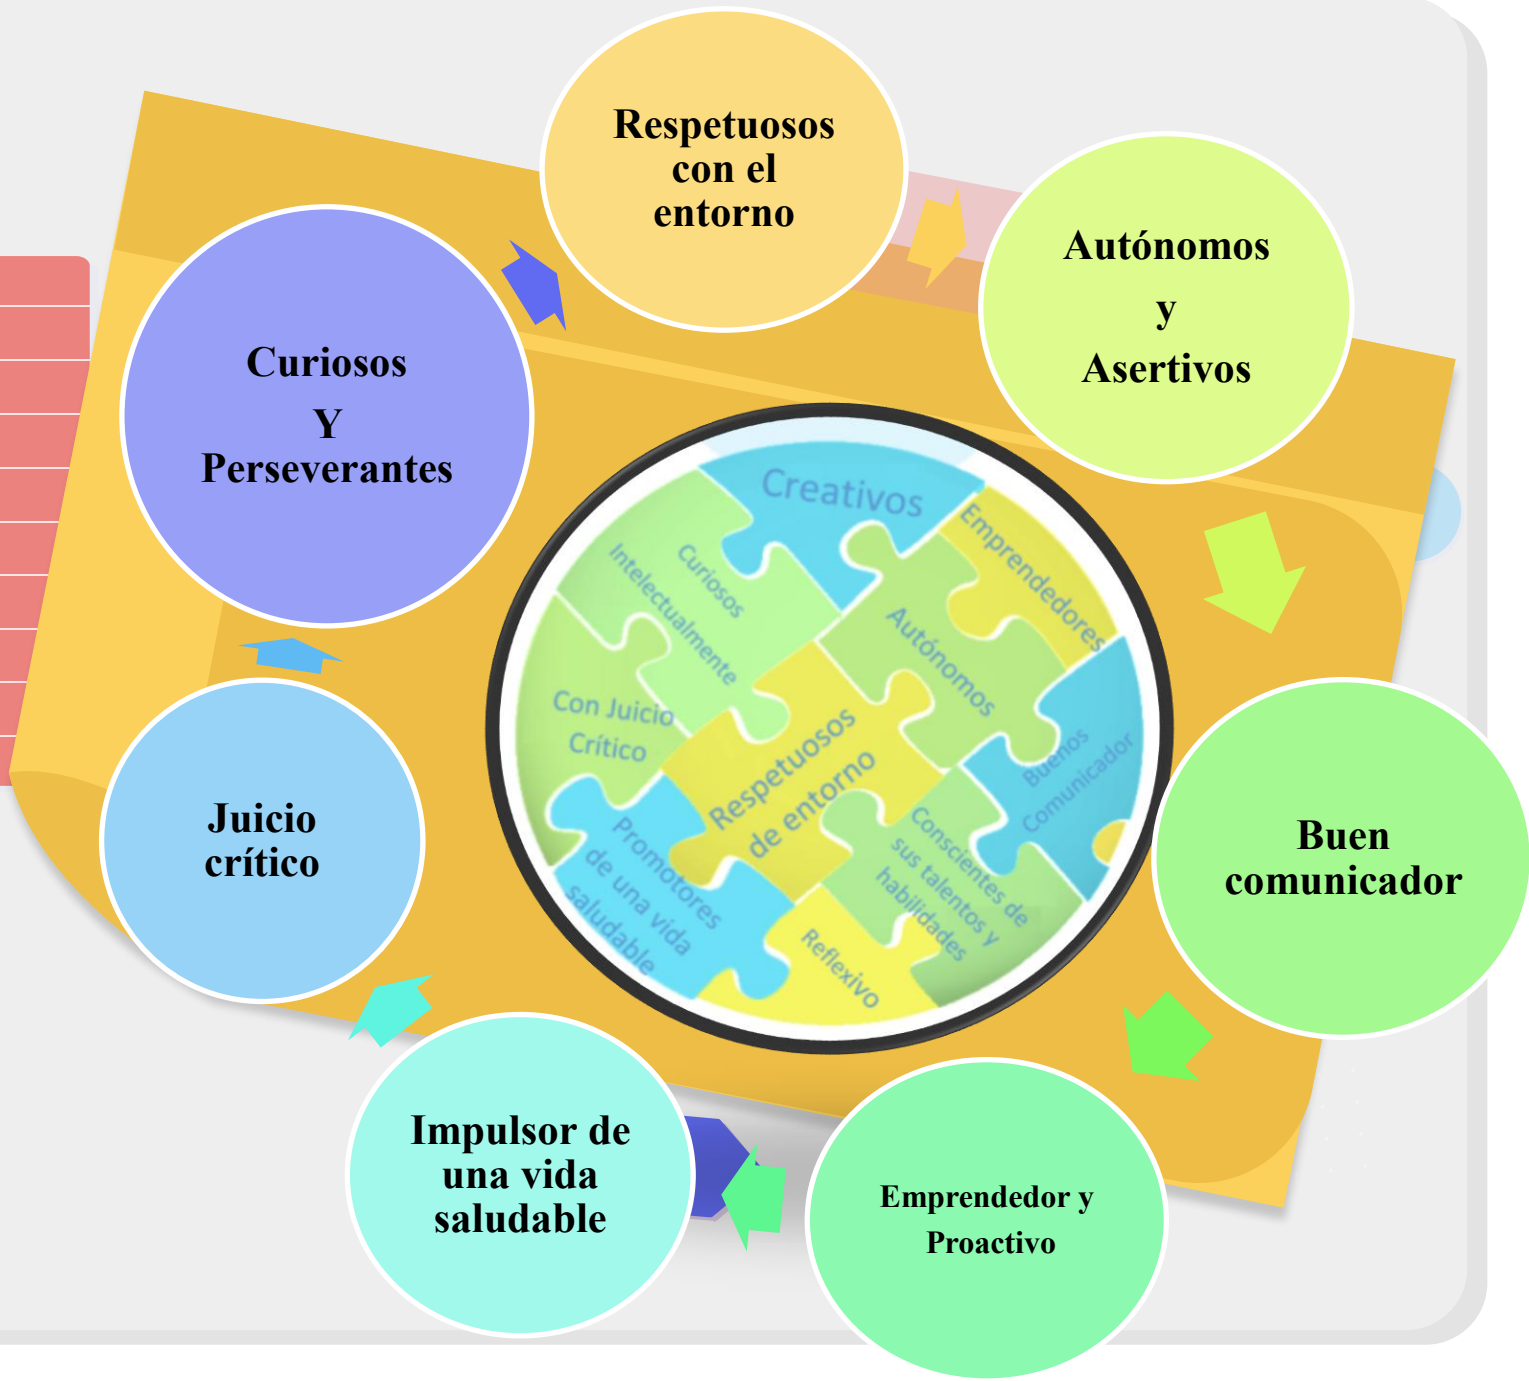 Respetuosos
con el
entorno
Autónomos
y
Asertivos
Buen
comunicador
Emprendedor y
Proactivo
Impulsor de
una vida
saludable
Juicio
crítico
Curiosos
Y
Perseverantes
Creativos
Emprendedores
Curiosos
Intelectualmente
Autónomos
Con Juicio
Crítico
Respetuosos
de entorno
Buenos
Comunicador
Promotores
de una vida
saludable
Conscientes de
sus talentos y
habilidades
Reflexivo